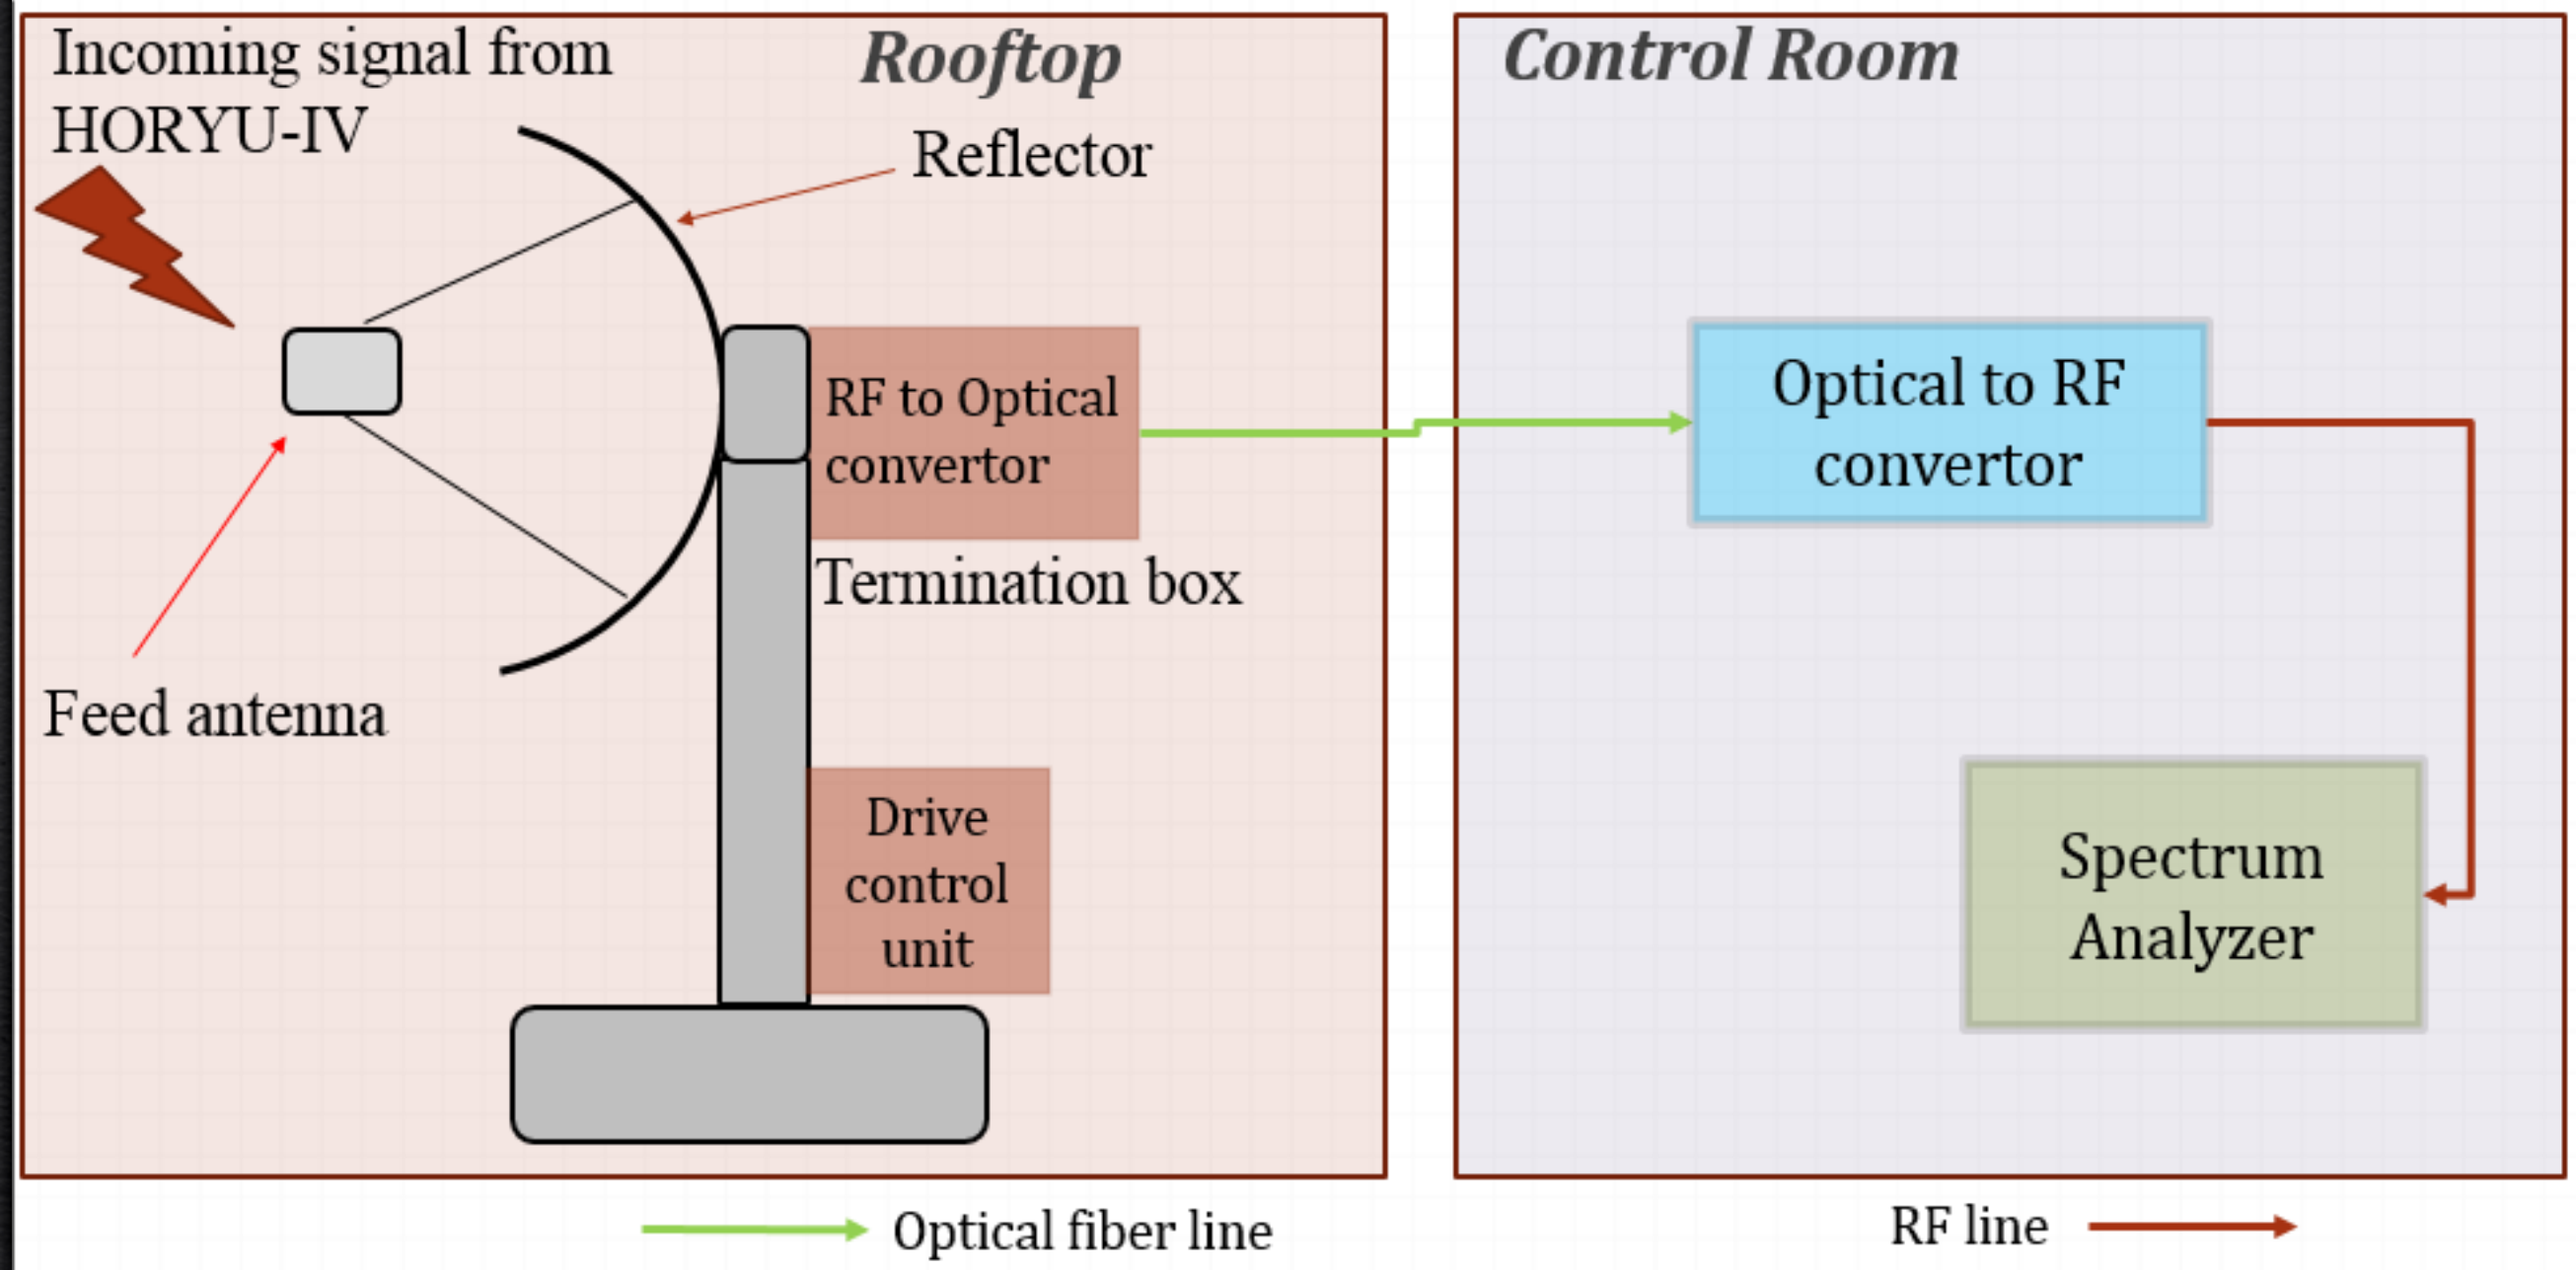 Incoming signal from
HORYU-IV
Rooftop
Reflector
RF to Optical
convertor
Termination box
Feed antenna
Drive
control
unit
Control Room
Optical to RF
convertor
Spectrum
Analyzer
Optical fiber line
RF line